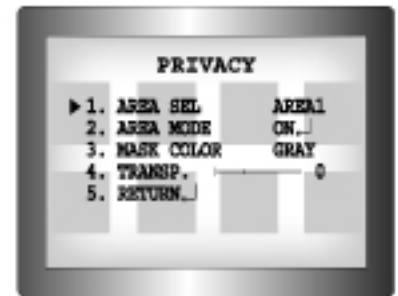 PRIVACY
▶1. AREA SEL AREA1
2. AREA MODE ON↵
3. MASK COLOR GRAY
4. TRANSP. 0
5. RETURN↵